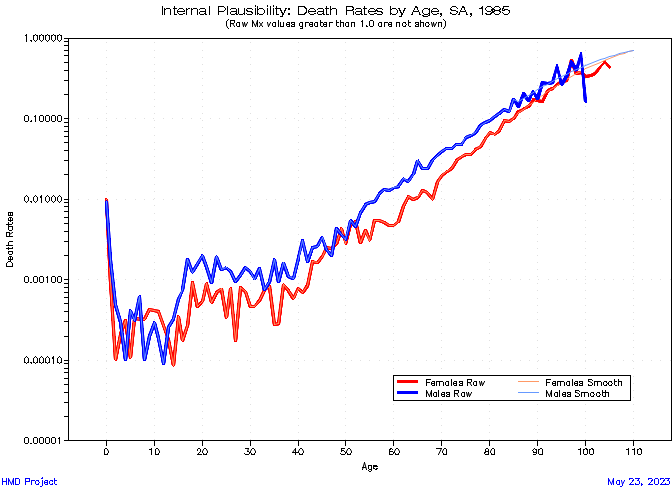 Internal Plausibility: Death Rates by Age, SA, 1985
(Raw Mx values greater than 1.0 are not shown)
1.00000
0.10000
0.01000
0.00100
0.00010
0.00001
Death Rates
Females Raw
Females Smooth
Males Raw
Males Smooth
0 10 20 30 40 50 60 70 80 90 100 110
Age
HMD Project
May 23, 2023